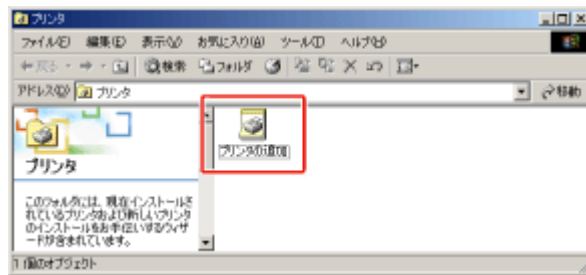 プリンタ
ファイル(F) 編集(E) 表示(V) お気に入り(A) ツール(T) ヘルプ(H)
戻る 検索 フォルダ
アドレス(D) プリンタ 移動
プリンタの追加
プリンタ
このフォルダには、現在インストールさ
れているプリンタおよび新しいプリンタ
のインストールをお手伝いするウィザ
ードが含まれています。
1 個のオブジェクト